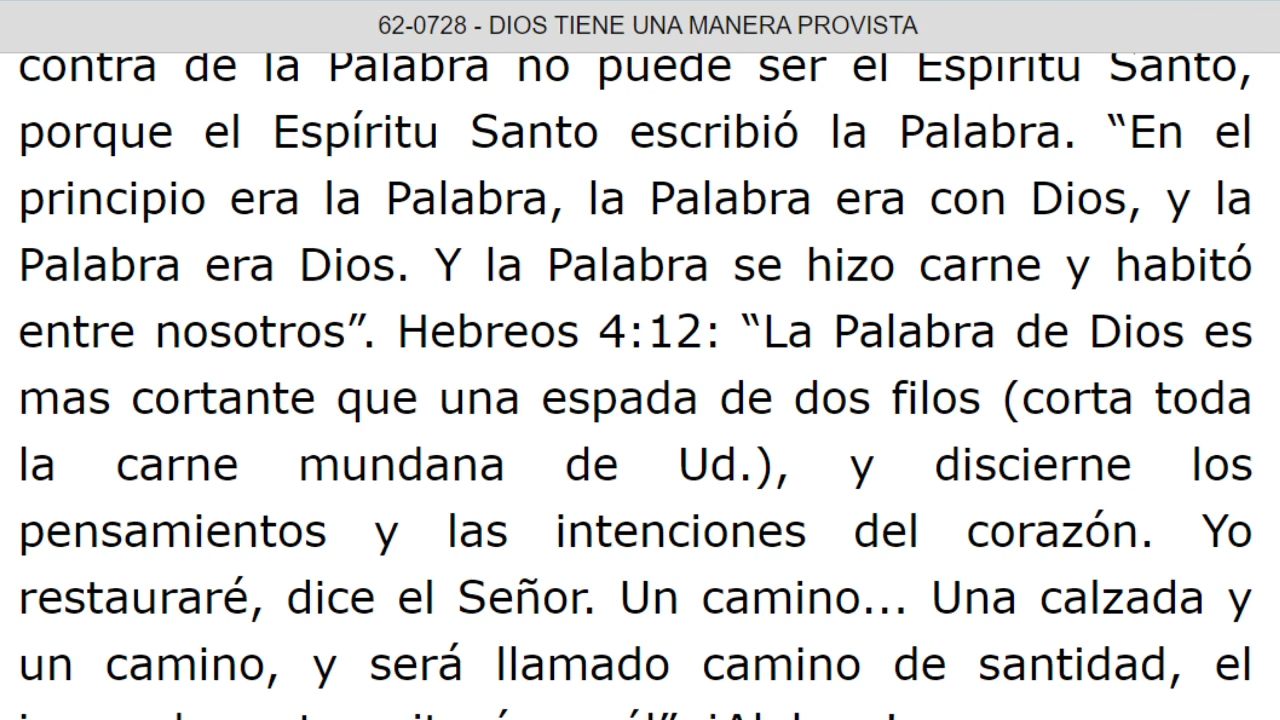 62-0728 - DIOS TIENE UNA MANERA PROVISTA
contra de la Palabra no puede ser el Espíritu Santo,
porque el Espíritu Santo escribió la Palabra. “En el
principio era la Palabra, la Palabra era con Dios, y la
Palabra era Dios. Y la Palabra se hizo carne y habitó
entre nosotros”. Hebreos 4:12: “La Palabra de Dios es
mas cortante que una espada de dos filos (corta toda
la carne mundana de Ud.), y discierne los
pensamientos y las intenciones del corazón. Yo
restauraré, dice el Señor. Un camino... Una calzada y
un camino, y será llamado camino de santidad, el